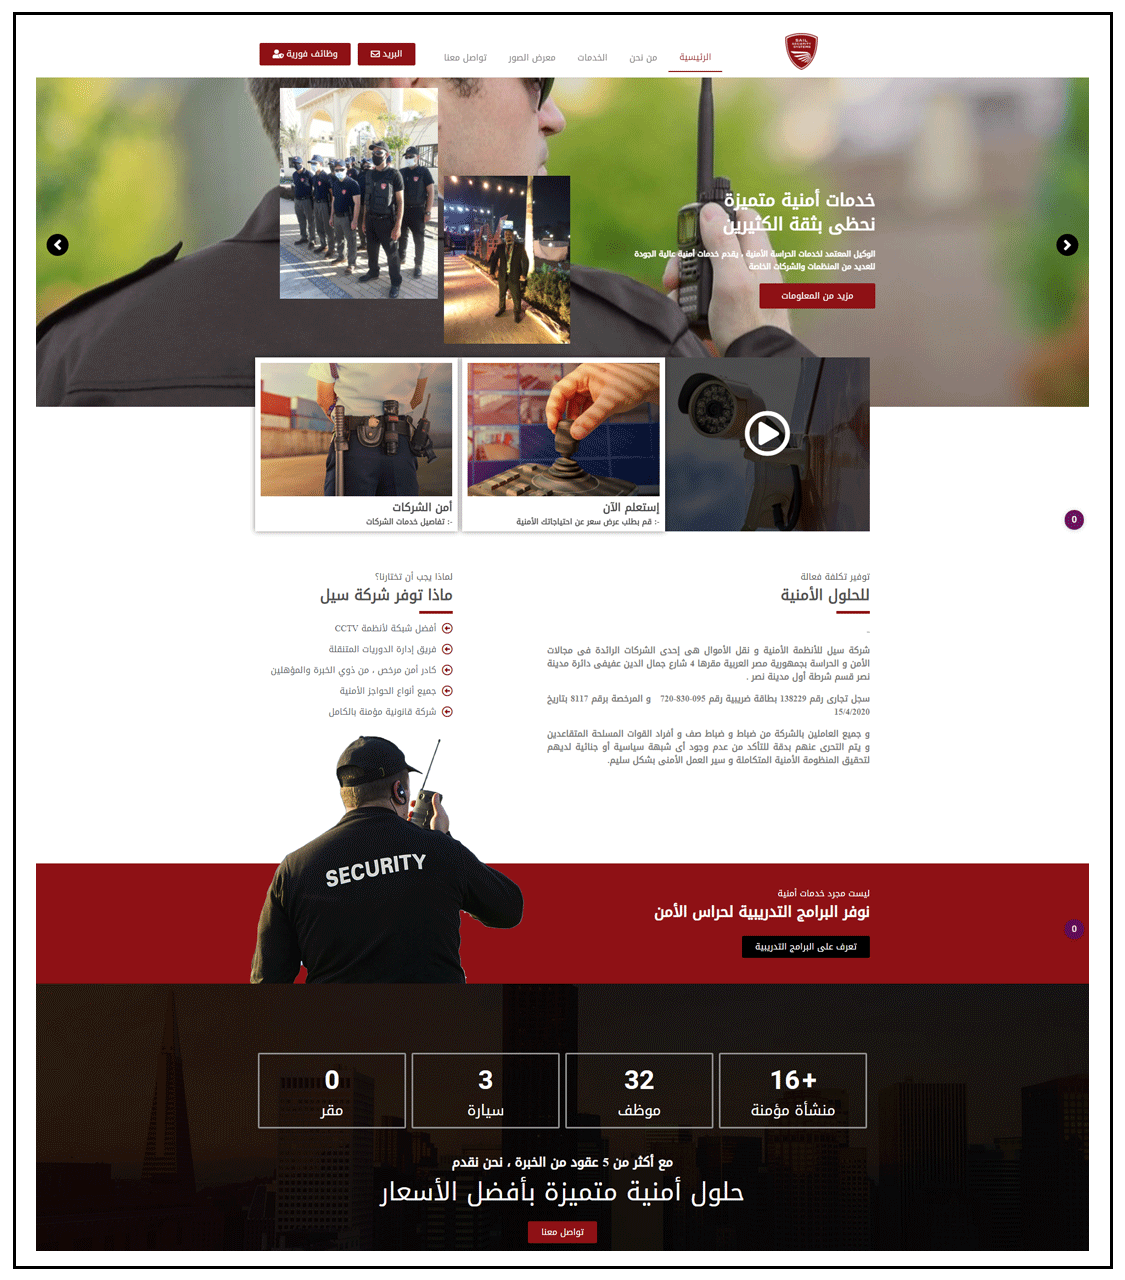 SAIL
SECURITY
SYSTEMS
الرئيسية
من نحن
الخدمات
معرض الصور
تواصل معنا
البريد
وظائف فورية
خدمات أمنية متميزة
نحظى بثقة الكثيرين
الوكيل المعتمد لخدمات الحراسة الأمنية ، يقدم خدمات أمنية عالية الجودة
للعديد من المنظمات والشركات الخاصة
مزيد من المعلومات
إستعلم الآن
:- قم بطلب عرض سعر عن احتياجاتك الأمنية
أمن الشركات
:- تفاصيل خدمات الشركات
0
توفير تكلفة فعالة
للحلول الأمنية
شركة سيل للأنظمة الأمنية و نقل الأموال هى إحدى الشركات الرائدة فى مجالات
الأمن و الحراسة بجمهورية مصر العربية مقرها 4 شارع جمال الدين عفيفى دائرة مدينة
نصر قسم شرطة أول مدينة نصر .
سجل تجارى رقم 138229 بطاقة ضريبية رقم 095-830-720 و المرخصة برقم 8117 بتاريخ
15/4/2020
و جميع العاملين بالشركة من ضباط و ضباط صف و أفراد القوات المسلحة المتقاعدين
و يتم التحرى عنهم بدقة للتأكد من عدم وجود أى شبهة سياسية أو جنائية لديهم
لتحقيق المنظومة الأمنية المتكاملة و سير العمل الأمنى بشكل سليم.
لماذا يجب أن تختارنا؟
ماذا توفر شركة سيل
أفضل شبكة لأنظمة CCTV
فريق إدارة الدوريات المتنقلة
كادر أمن مرخص ، من ذوي الخبرة والمؤهلين
جميع أنواع الحواجز الأمنية
شركة قانونية مؤمنة بالكامل
SECURITY
ليست مجرد خدمات أمنية
نوفر البرامج التدريبية لحراس الأمن
تعرف على البرامج التدريبية
0
16+
منشأة مؤمنة
32
موظف
3
سيارة
0
مقر
مع أكثر من 5 عقود من الخبرة ، نحن نقدم
حلول أمنية متميزة بأفضل الأسعار
تواصل معنا